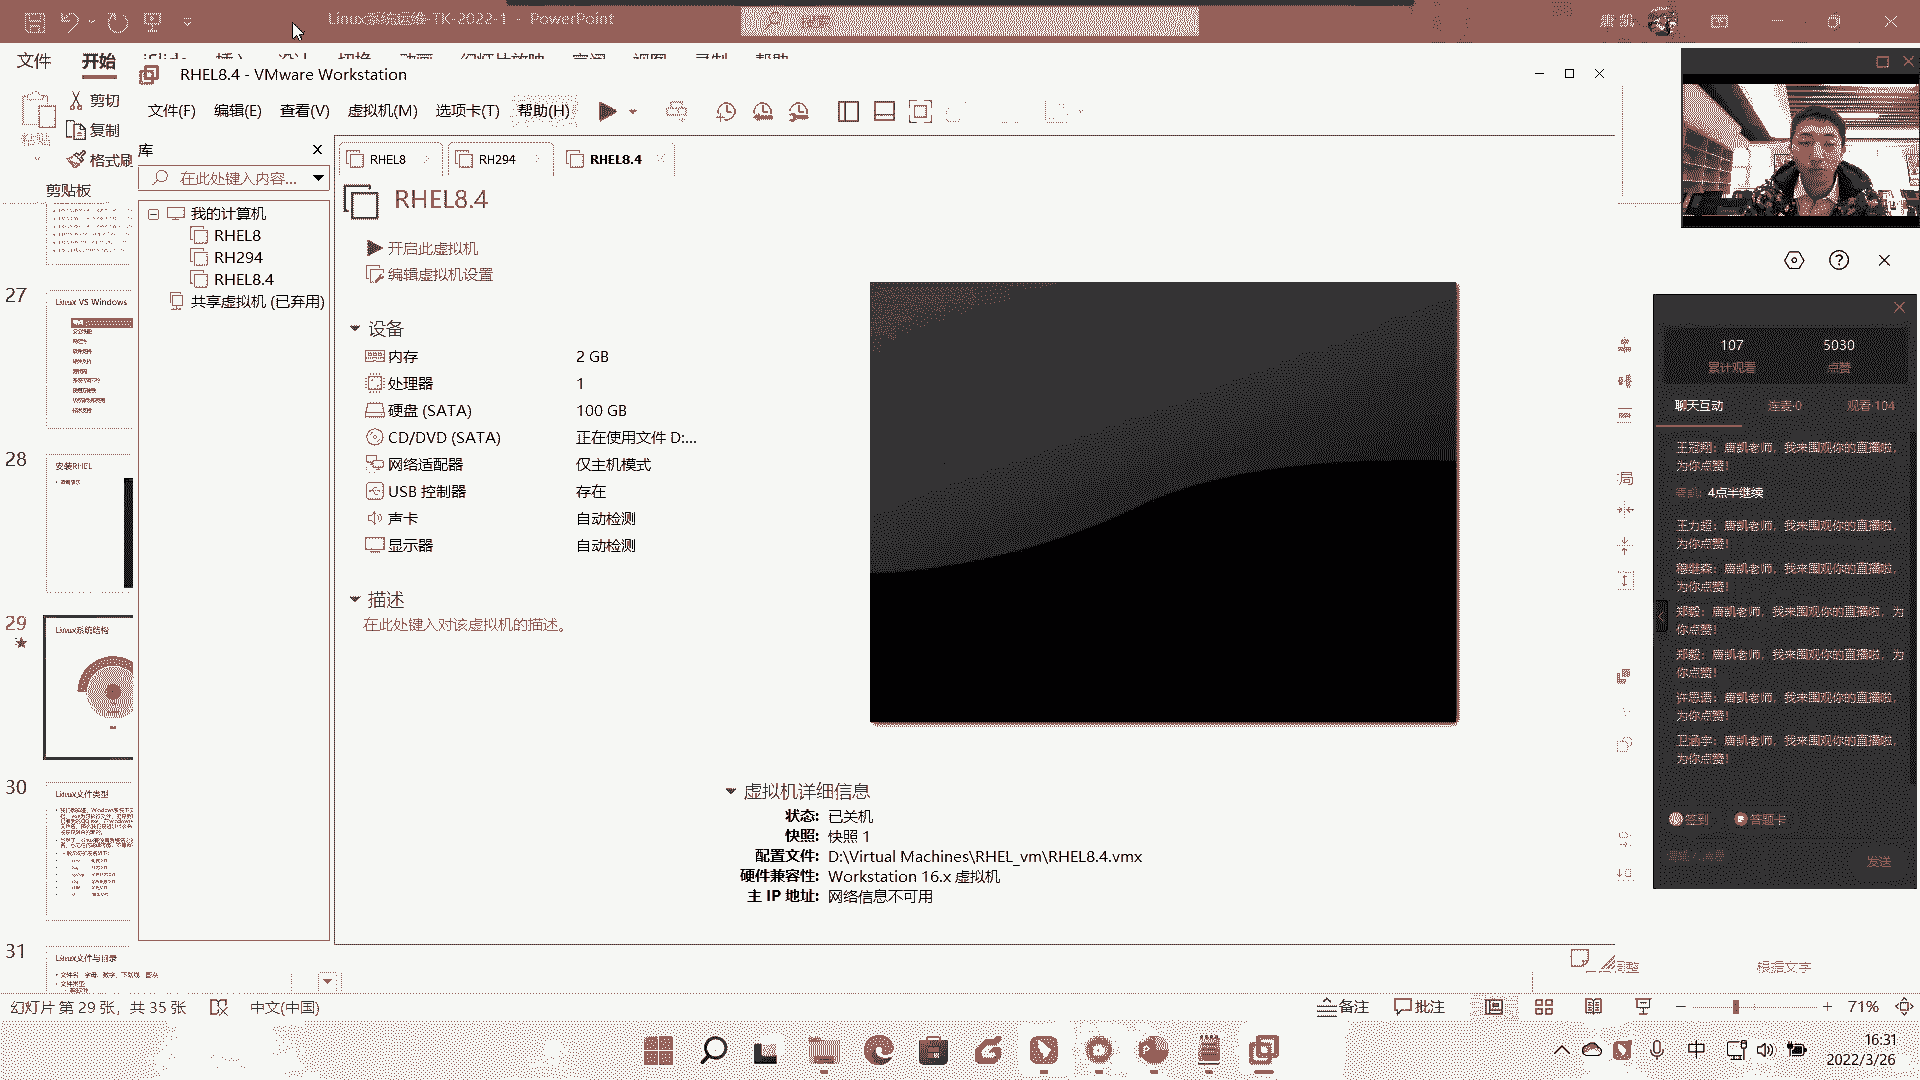 Linux系统运维-TK-2022-1 - PowerPoint
唐 凯
文件 开始
剪切
复制
格式刷
粘贴
剪贴板
RHEL8.4 - VMware Workstation
文件(F) 编辑(E) 查看(V) 虚拟机(M) 选项卡(T) 帮助(H)
库
在此处键入内容...
我的计算机
RHEL8
RH294
RHEL8.4
共享虚拟机 (已弃用)
RHEL8 RH294 RHEL8.4
RHEL8.4
开启此虚拟机
编辑虚拟机设置
设备
内存 2 GB
处理器 1
硬盘 (SATA) 100 GB
CD/DVD (SATA) 正在使用文件 D:...
网络适配器 仅主机模式
USB 控制器 存在
声卡 自动检测
显示器 自动检测
描述
在此处键入对该虚拟机的描述。
虚拟机详细信息
状态: 已关机
快照: 快照 1
配置文件: D:\Virtual Machines\RHEL_vm\RHEL8.4.vmx
硬件兼容性: Workstation 16.x 虚拟机
主 IP 地址: 网络信息不可用
27
Linux VS Windows
28
安装RHEL
29
Linux系统结构
30
Linux文件类型
31
Linux文件与目录
107 5030
累计观看 点赞
聊天互动 连麦·0 观看·104
王冠翔: 唐凯老师, 我来围观你的直播啦,
为你点赞!
唐凯: 4点半继续
王力超: 唐凯老师, 我来围观你的直播啦,
为你点赞!
穆继森: 唐凯老师, 我来围观你的直播啦,
为你点赞!
郑毅: 唐凯老师, 我来围观你的直播啦, 为
你点赞!
郑毅: 唐凯老师, 我来围观你的直播啦, 为
你点赞!
许思语: 唐凯老师, 我来围观你的直播啦,
为你点赞!
卫涵宇: 唐凯老师, 我来围观你的直播啦,
为你点赞!
签到 答题卡
发送
根据文字
幻灯片 第 29 张, 共 35 张 中文(中国)
备注 批注 71%
中
16:31
2022/3/26